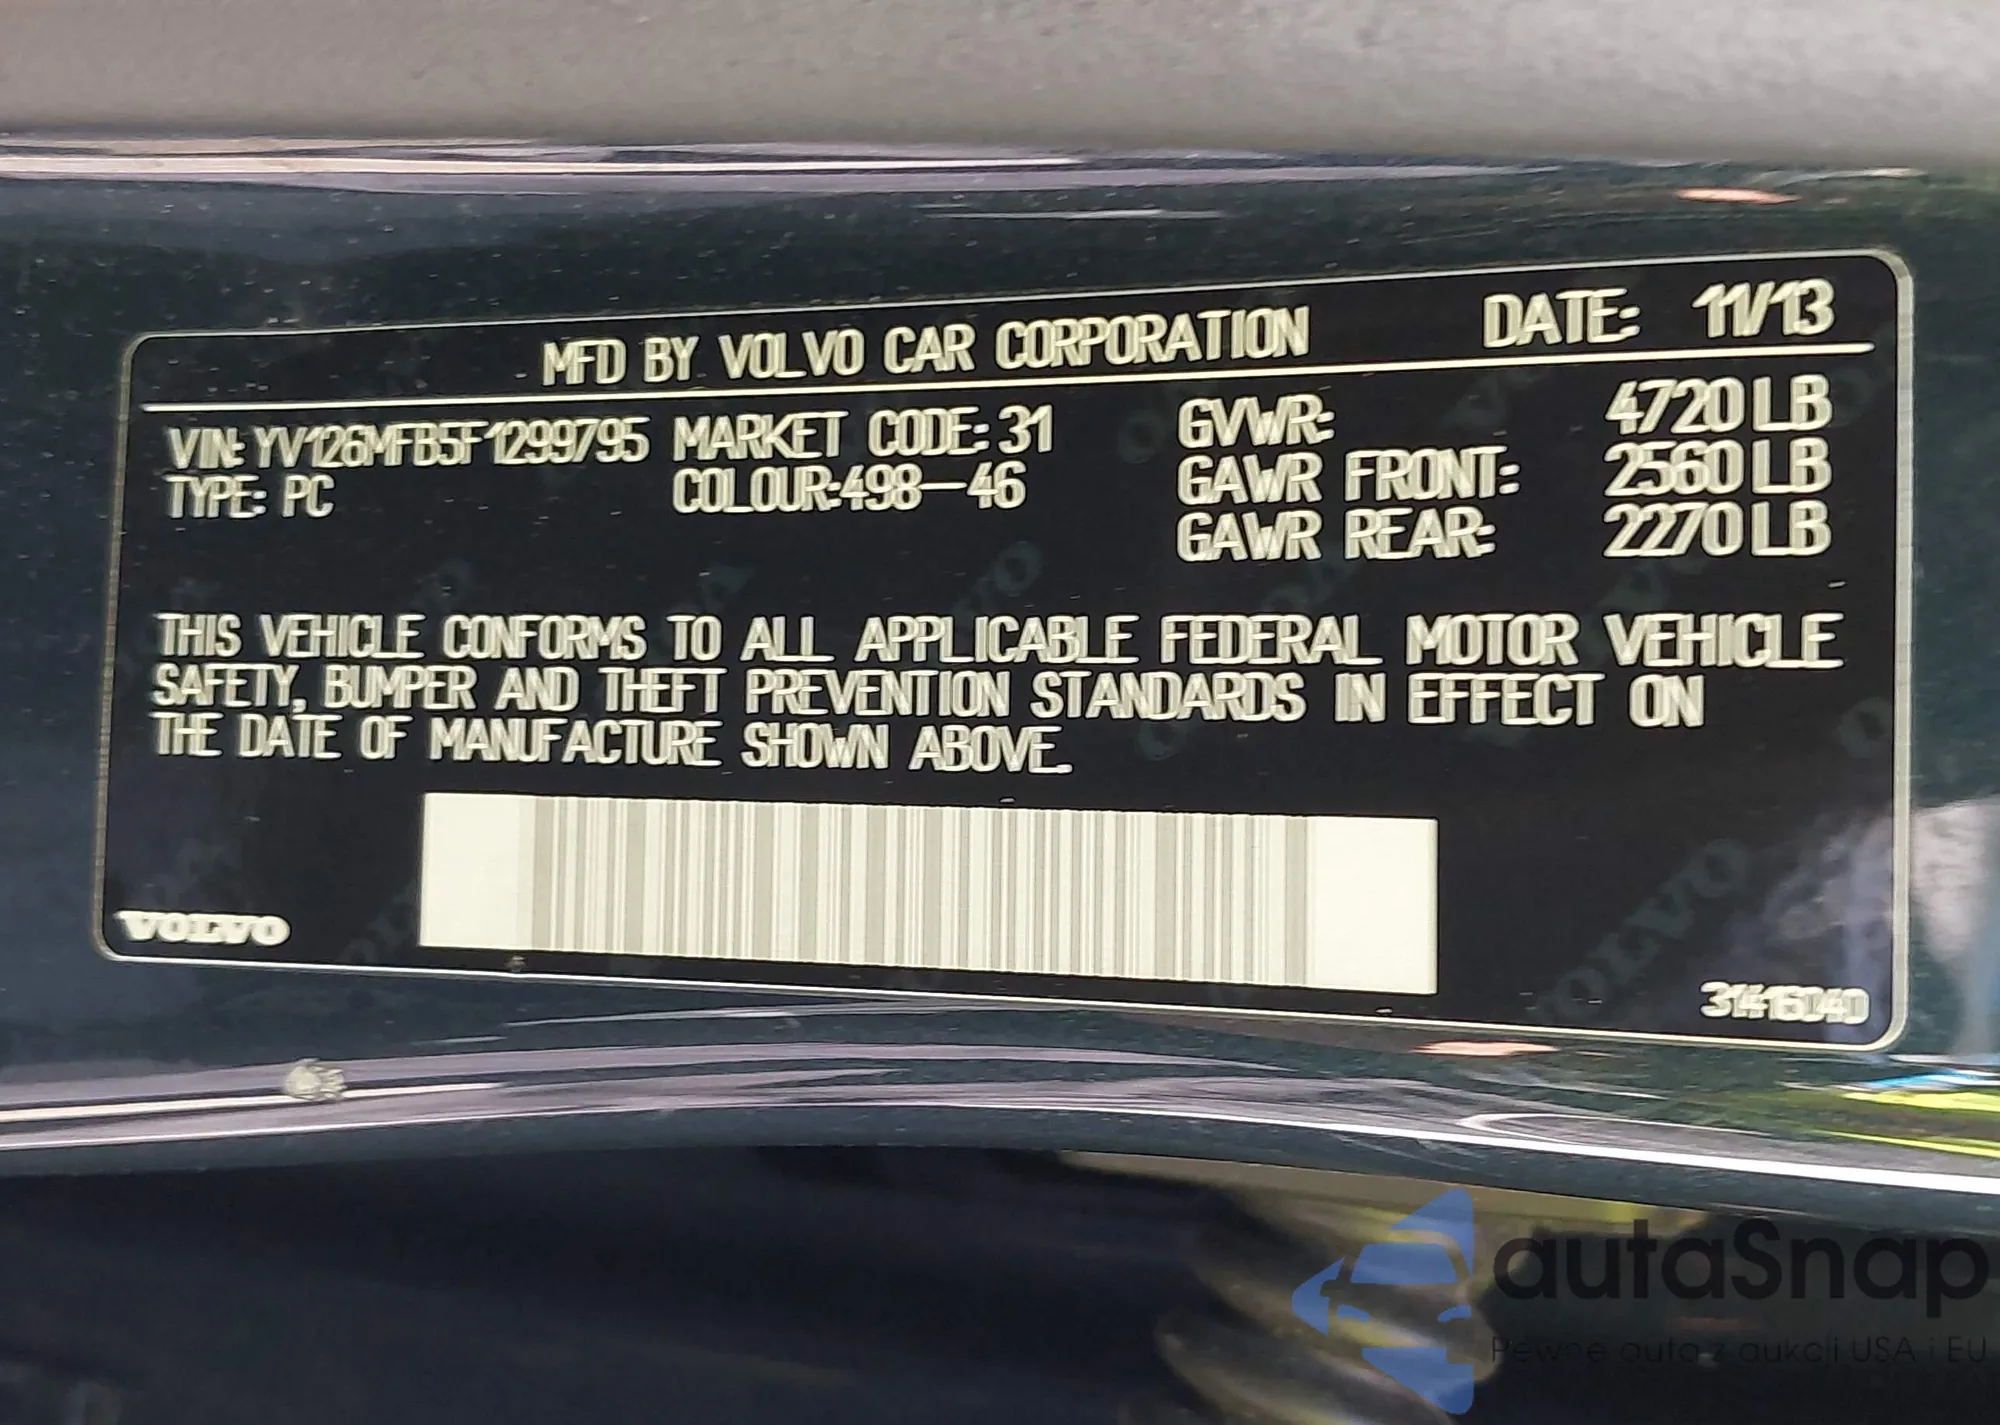 MFD BY VOLVO CAR CORPORATION DATE: 11/13
VIN: YV126MFB5F1299795 MARKET CODE: 31 GVWR: 4720 LB
TYPE: PC COLOUR:498-46 GAWR FRONT: 2560 LB
GAWR REAR: 2270 LB
THIS VEHICLE CONFORMS TO ALL APPLICABLE FEDERAL MOTOR VEHICLE
SAFETY, BUMPER AND THEFT PREVENTION STANDARDS IN EFFECT ON
THE DATE OF MANUFACTURE SHOWN ABOVE.
VOLVO
31416040
autaSnap
Pewne auta z aukcji USA i EU